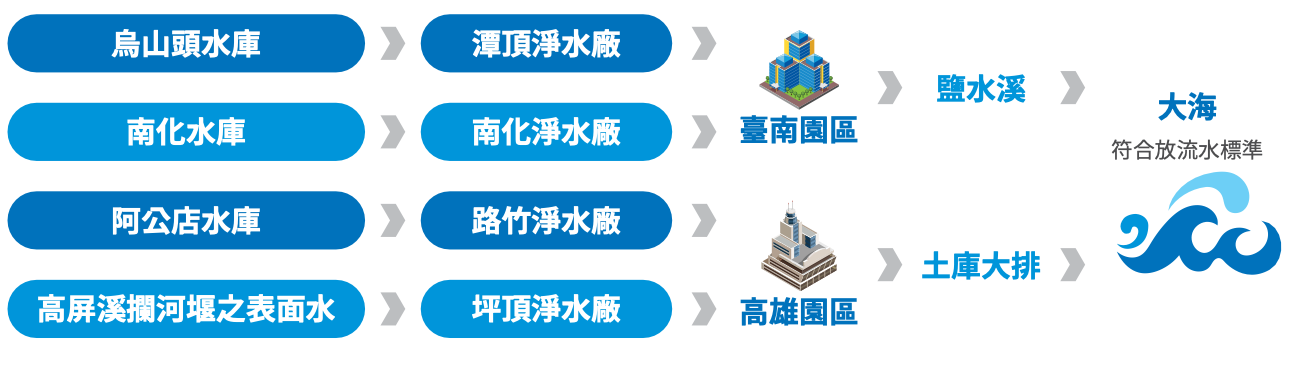 烏山頭水庫
潭頂淨水廠
南化水庫
南化淨水廠
臺南園區
鹽水溪
阿公店水庫
路竹淨水廠
高屏溪攔河堰之表面水
坪頂淨水廠
高雄園區
土庫大排
大海
符合放流水標準